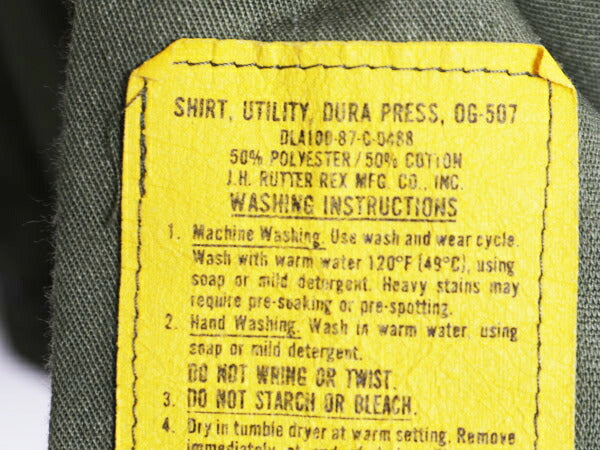 SHIRT, UTILITY, DURA PRESS, OG-507
DLA100-87-C-0488
50% POLYESTER / 50% COTTON
J.H. RUTTER REX MFG. CO., INC.
WASHING INSTRUCTIONS
1. Machine Washing. Use wash and wear cycle.
Wash with warm water 120°F (49°C), using
soap or mild detergent. Heavy stains may
require pre-soaking or pre-spotting.
2. Hand Washing. Wash in warm water, using
soap or mild detergent.
DO NOT WRING OR TWIST.
3. DO NOT STARCH OR BLEACH.
4. Dry in tumble dryer at warm setting. Remove
immediately at end of